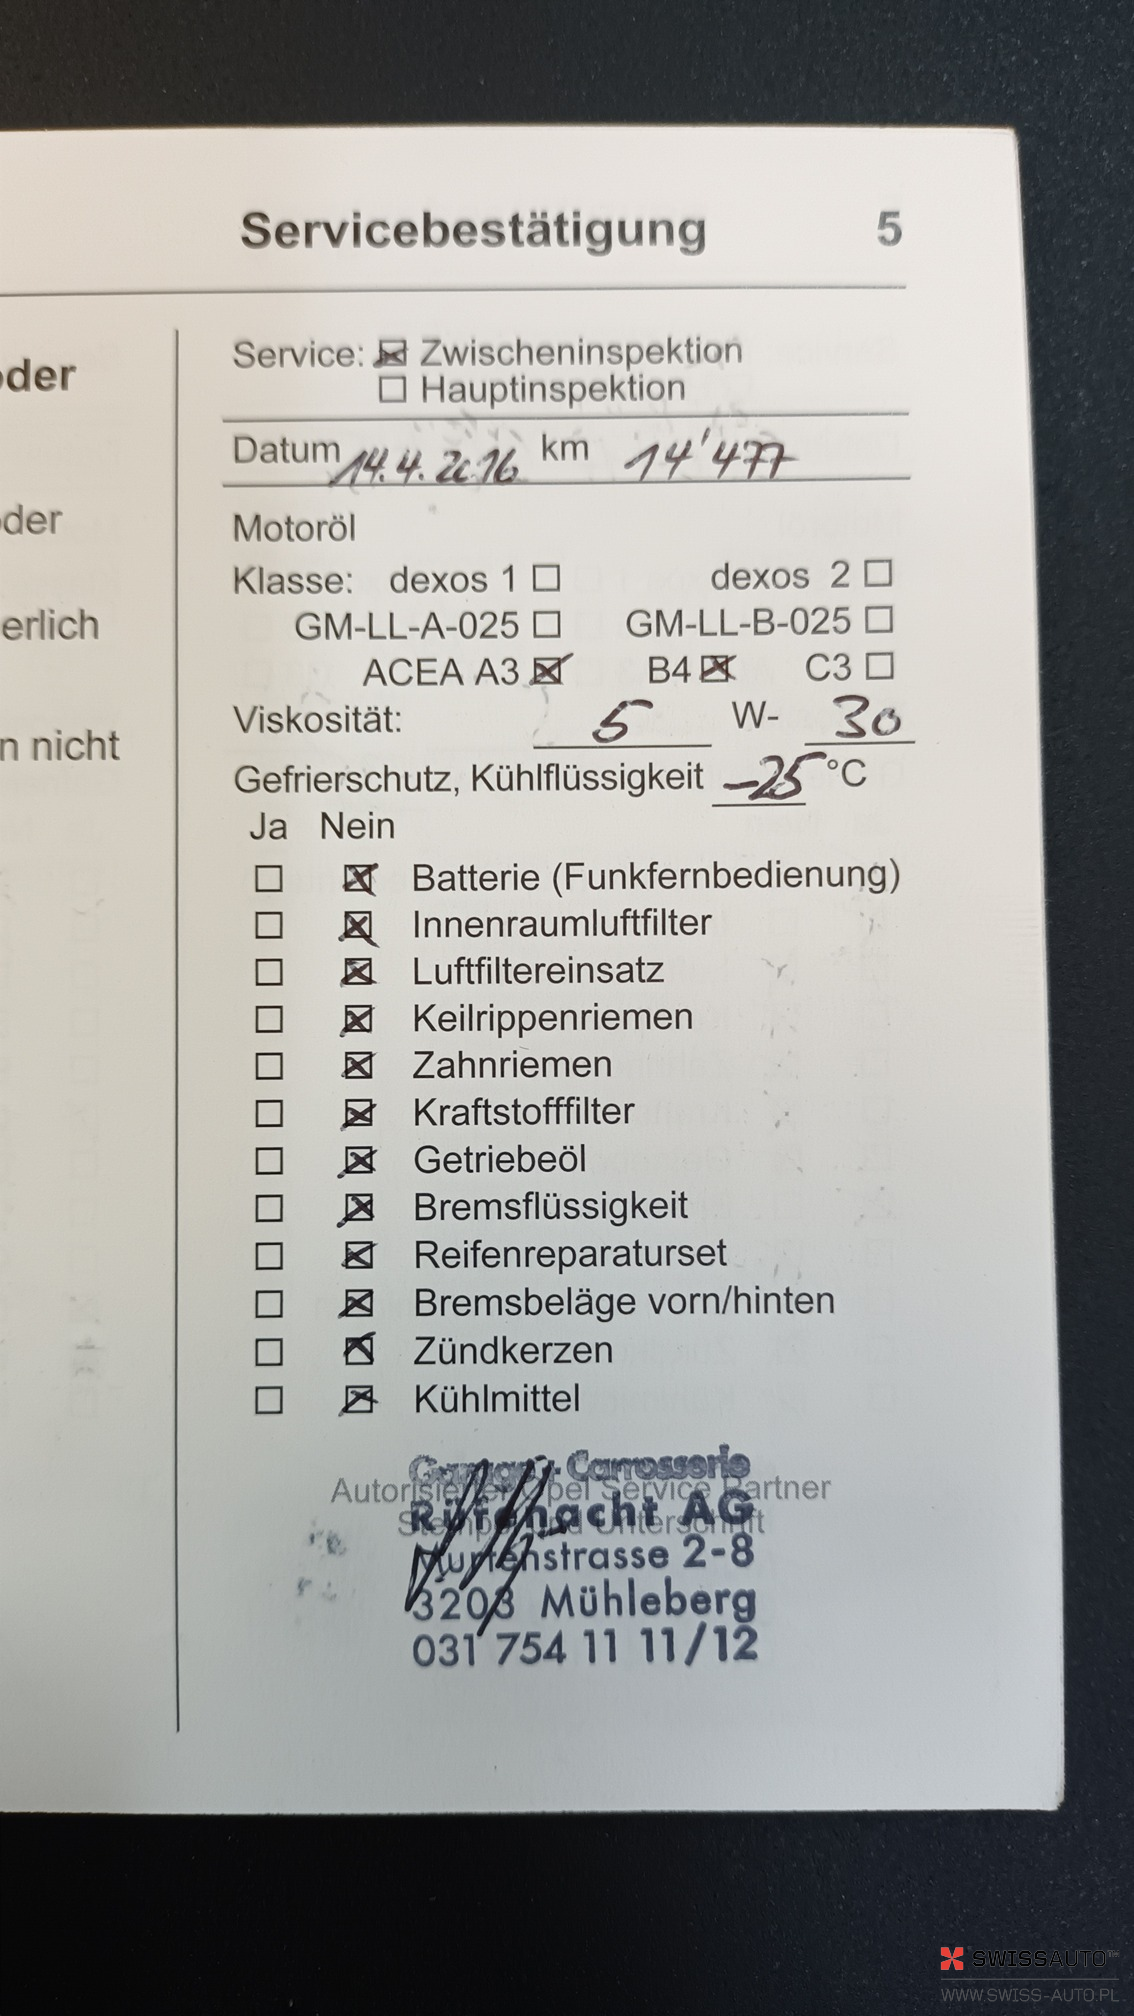 Servicebestätigung 5
oder
oder
erlich
n nicht
Service: ☒ Zwischeninspektion
☐ Hauptinspektion
Datum 14.4.2016 km 14'477
Motoröl
Klasse: dexos 1 ☐ dexos 2 ☐
GM-LL-A-025 ☐ GM-LL-B-025 ☐
ACEA A3 ☒ B4 ☒ C3 ☐
Viskosität: 5 W- 30
Gefrierschutz, Kühlflüssigkeit -25 °C
Ja Nein
☐ ☒ Batterie (Funkfernbedienung)
☐ ☒ Innenraumluftfilter
☐ ☒ Luftfiltereinsatz
☐ ☒ Keilrippenriemen
☐ ☒ Zahnriemen
☐ ☒ Kraftstofffilter
☐ ☒ Getriebeöl
☐ ☒ Bremsflüssigkeit
☐ ☒ Reifenreparaturset
☐ ☒ Bremsbeläge vorn/hinten
☐ ☒ Zündkerzen
☐ ☒ Kühlmittel
Garage - Carrosserie
Autorisierter Opel Service Partner
Rüfenacht AG
Stempel und Unterschrift
Murtenstrasse 2-8
3203 Mühleberg
031 754 11 11/12
SWISSAUTO™
WWW.SWISS-AUTO.PL